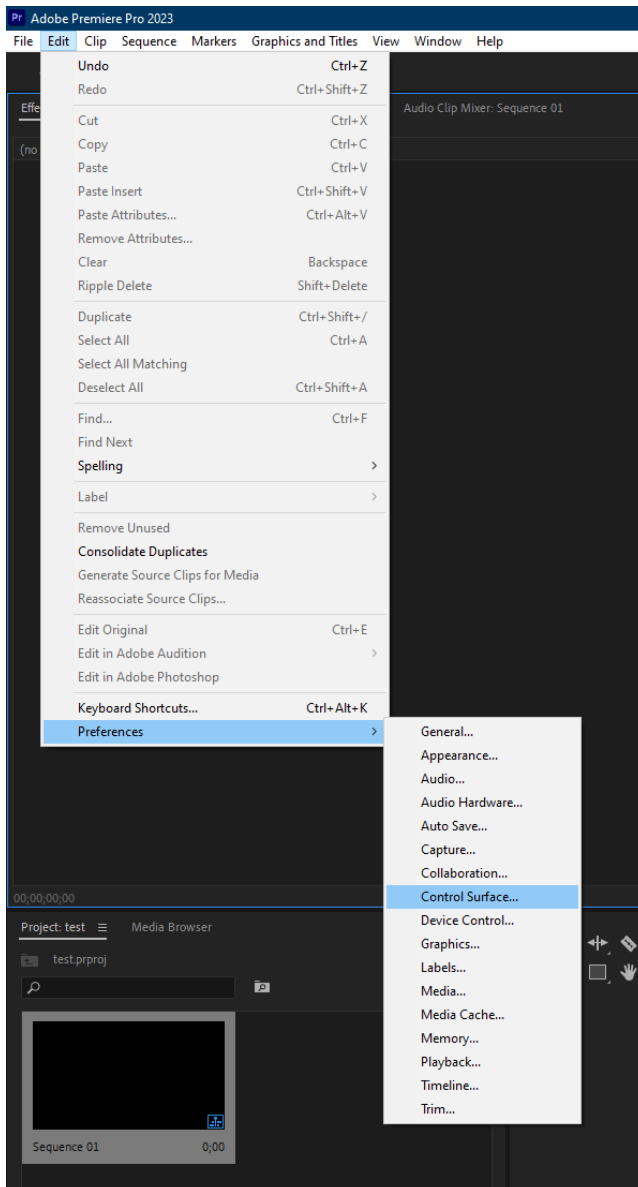 Pr Adobe Premiere Pro 2023
File Edit Clip Sequence Markers Graphics and Titles View Window Help
Undo Ctrl+Z
Redo Ctrl+Shift+Z
Effe Audio Clip Mixer: Sequence 01
Cut Ctrl+X
(no Copy Ctrl+C
Paste Ctrl+V
Paste Insert Ctrl+Shift+V
Paste Attributes... Ctrl+Alt+V
Remove Attributes...
Clear Backspace
Ripple Delete Shift+Delete
Duplicate Ctrl+Shift+/
Select All Ctrl+A
Select All Matching
Deselect All Ctrl+Shift+A
Find... Ctrl+F
Find Next
Spelling >
Label >
Remove Unused
Consolidate Duplicates
Generate Source Clips for Media
Reassociate Source Clips...
Edit Original Ctrl+E
Edit in Adobe Audition >
Edit in Adobe Photoshop
Keyboard Shortcuts... Ctrl+Alt+K
Preferences >
General...
Appearance...
Audio...
Audio Hardware...
Auto Save...
Capture...
Collaboration...
Control Surface...
Device Control...
Graphics...
Labels...
Media...
Media Cache...
Memory...
Playback...
Timeline...
Trim...
00;00;00;00
Project: test Media Browser
test.prproj
Sequence 01 0;00